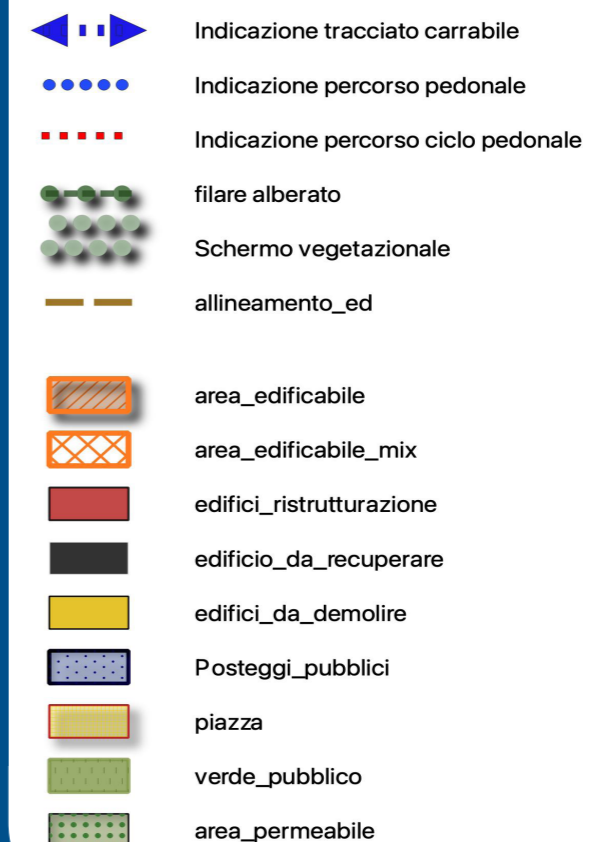 Indicazione tracciato carrabile
Indicazione percorso pedonale
Indicazione percorso ciclo pedonale
filare alberato
Schermo vegetazionale
allineamento_ed
area_edificabile
area_edificabile_mix
edifici_ristrutturazione
edificio_da_recuperare
edifici_da_demolire
Posteggi_pubblici
piazza
verde_pubblico
area_permeabile